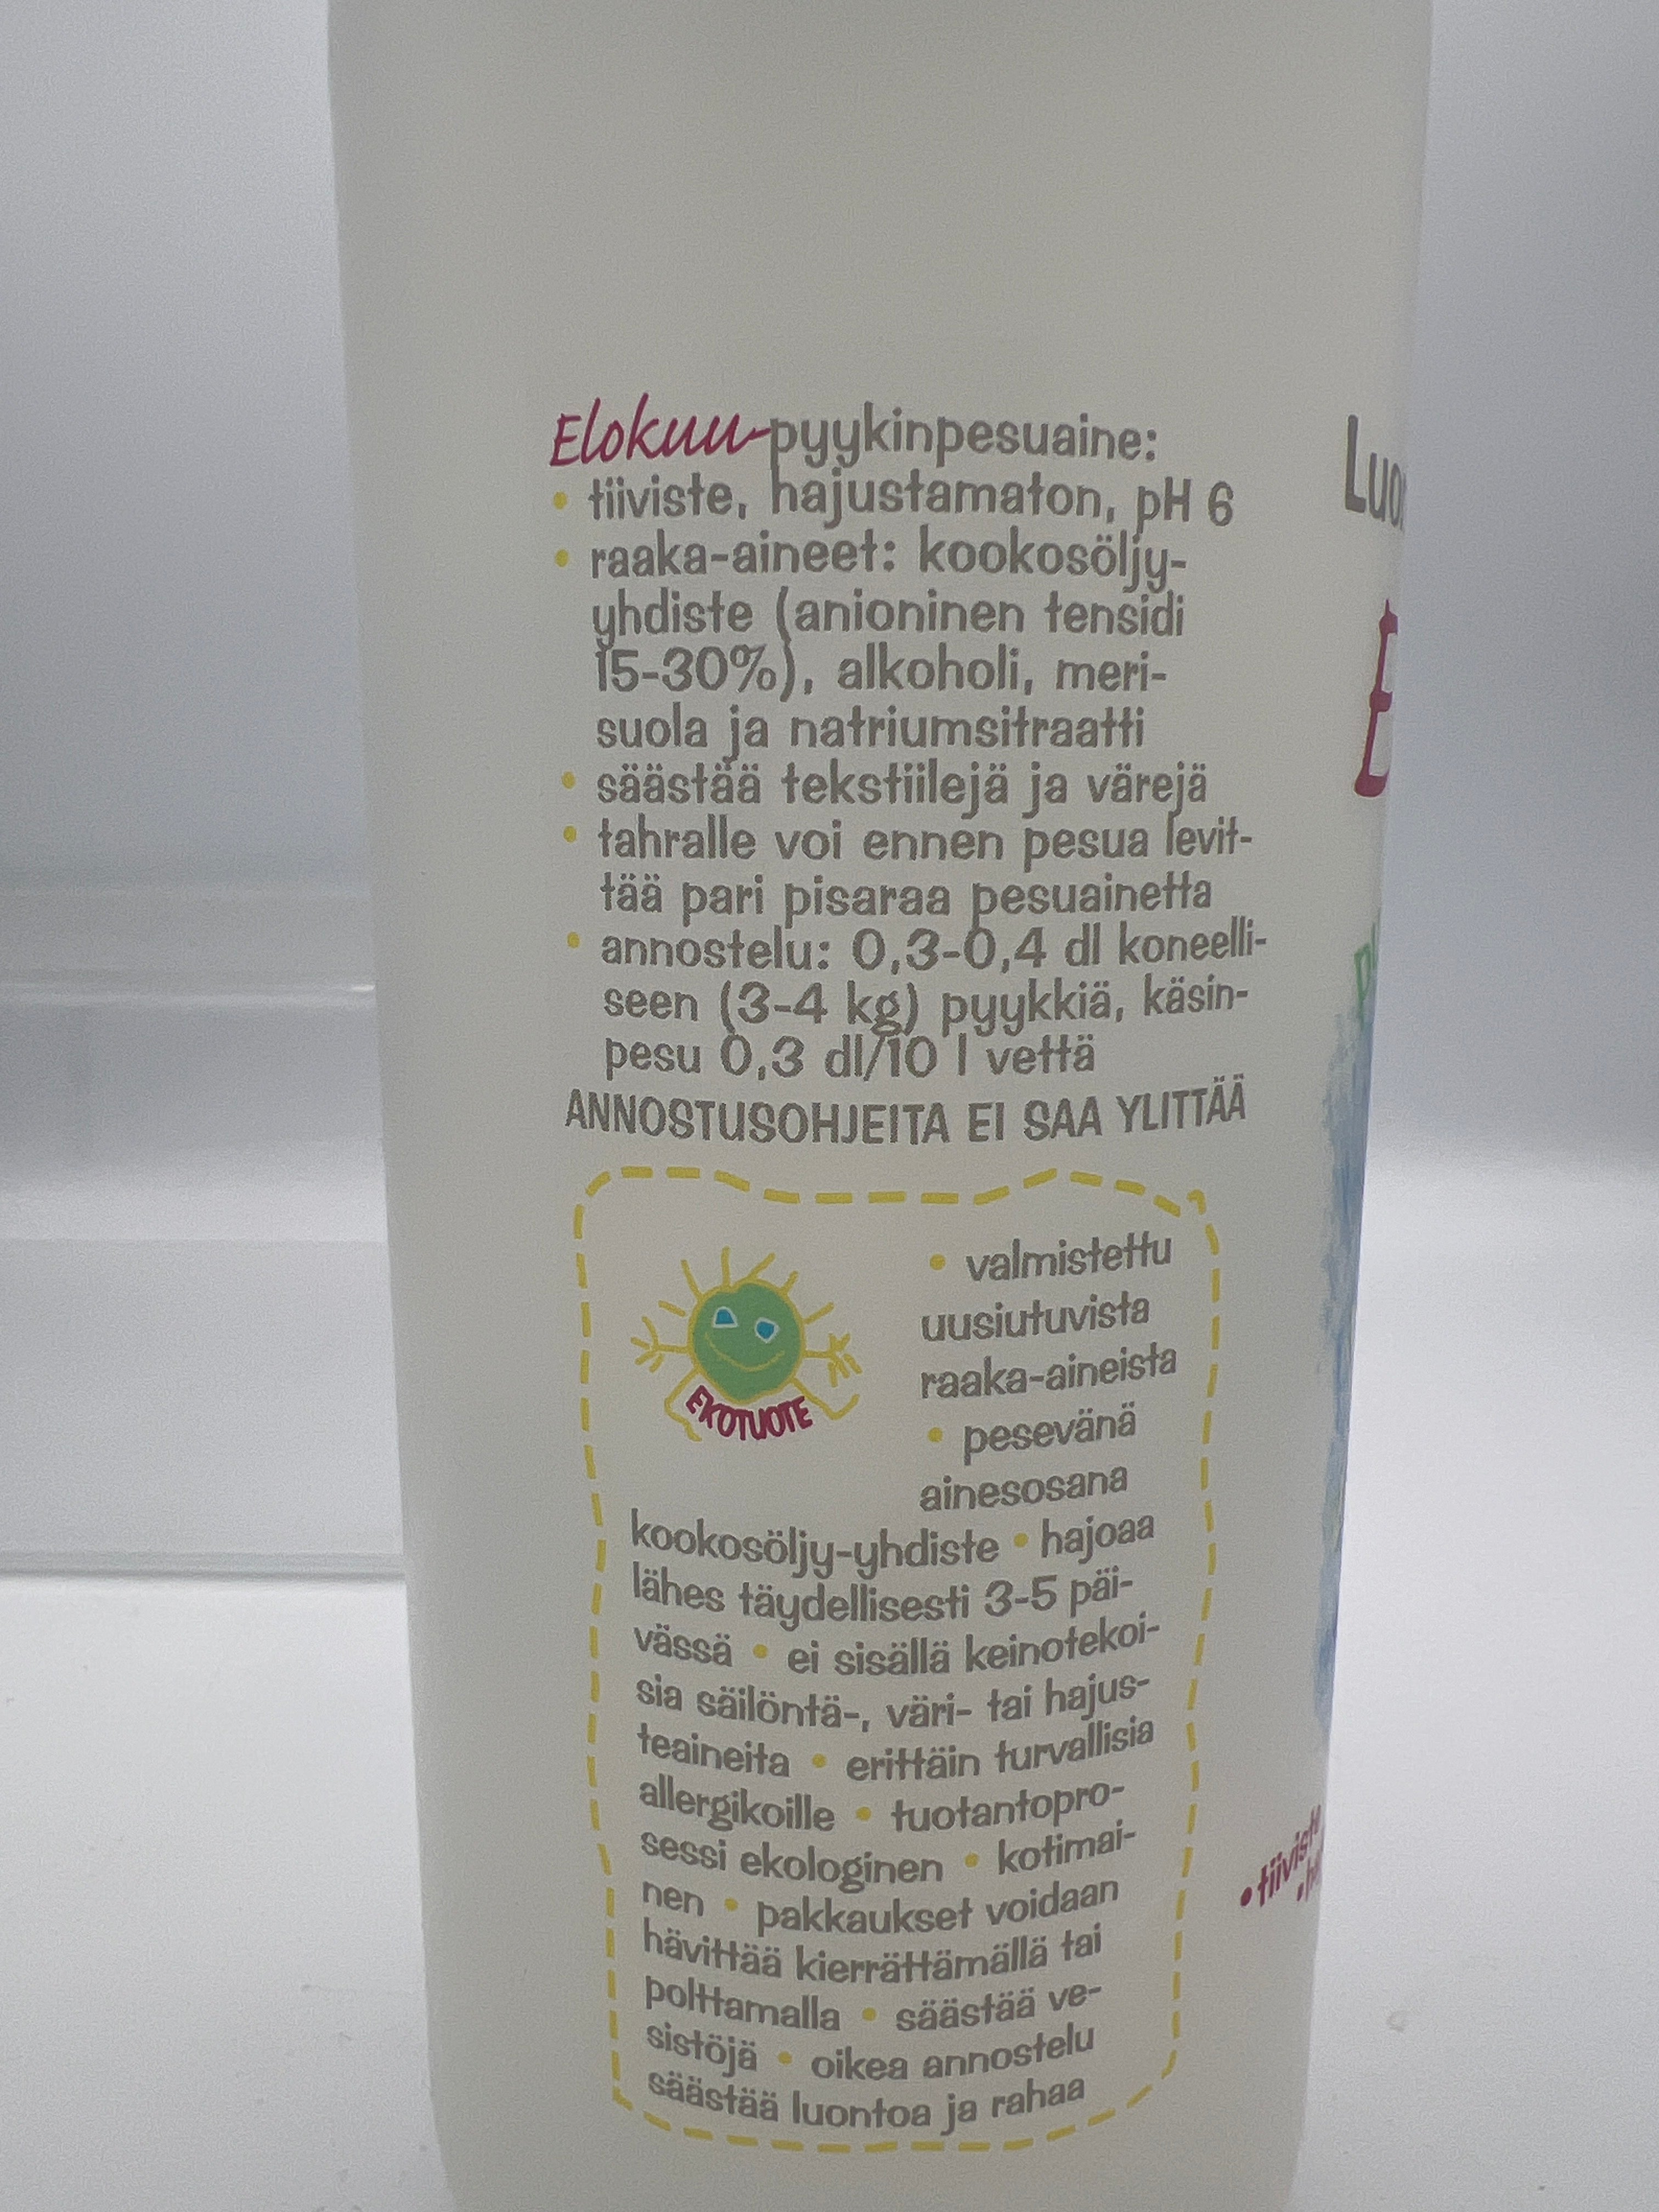 Elokuu-pyykinpesuaine:
• tiiviste, hajustamaton, pH 6
• raaka-aineet: kookosöljy-
yhdiste (anioninen tensidi
15-30%), alkoholi, meri-
suola ja natriumsitraatti
• säästää tekstiilejä ja värejä
• tahralle voi ennen pesua levit-
tää pari pisaraa pesuainetta
• annostelu: 0,3-0,4 dl koneelli-
seen (3-4 kg) pyykkiä, käsin-
pesu 0,3 dl/10 l vettä
ANNOSTUSOHJEITA EI SAA YLITTÄÄ
EKOTUOTE
• valmistettu
uusiutuvista
raaka-aineista
• pesevänä
ainesosana
kookosöljy-yhdiste • hajoaa
lähes täydellisesti 3-5 päi-
vässä • ei sisällä keinotekoi-
sia säilöntä-, väri- tai hajus-
teaineita • erittäin turvallisia
allergikoille • tuotantopro-
sessi ekologinen • kotimai-
nen • pakkaukset voidaan
hävittää kierrättämällä tai
polttamalla • säästää ve-
sistöjä • oikea annostelu
säästää luontoa ja rahaa
• tiiviste